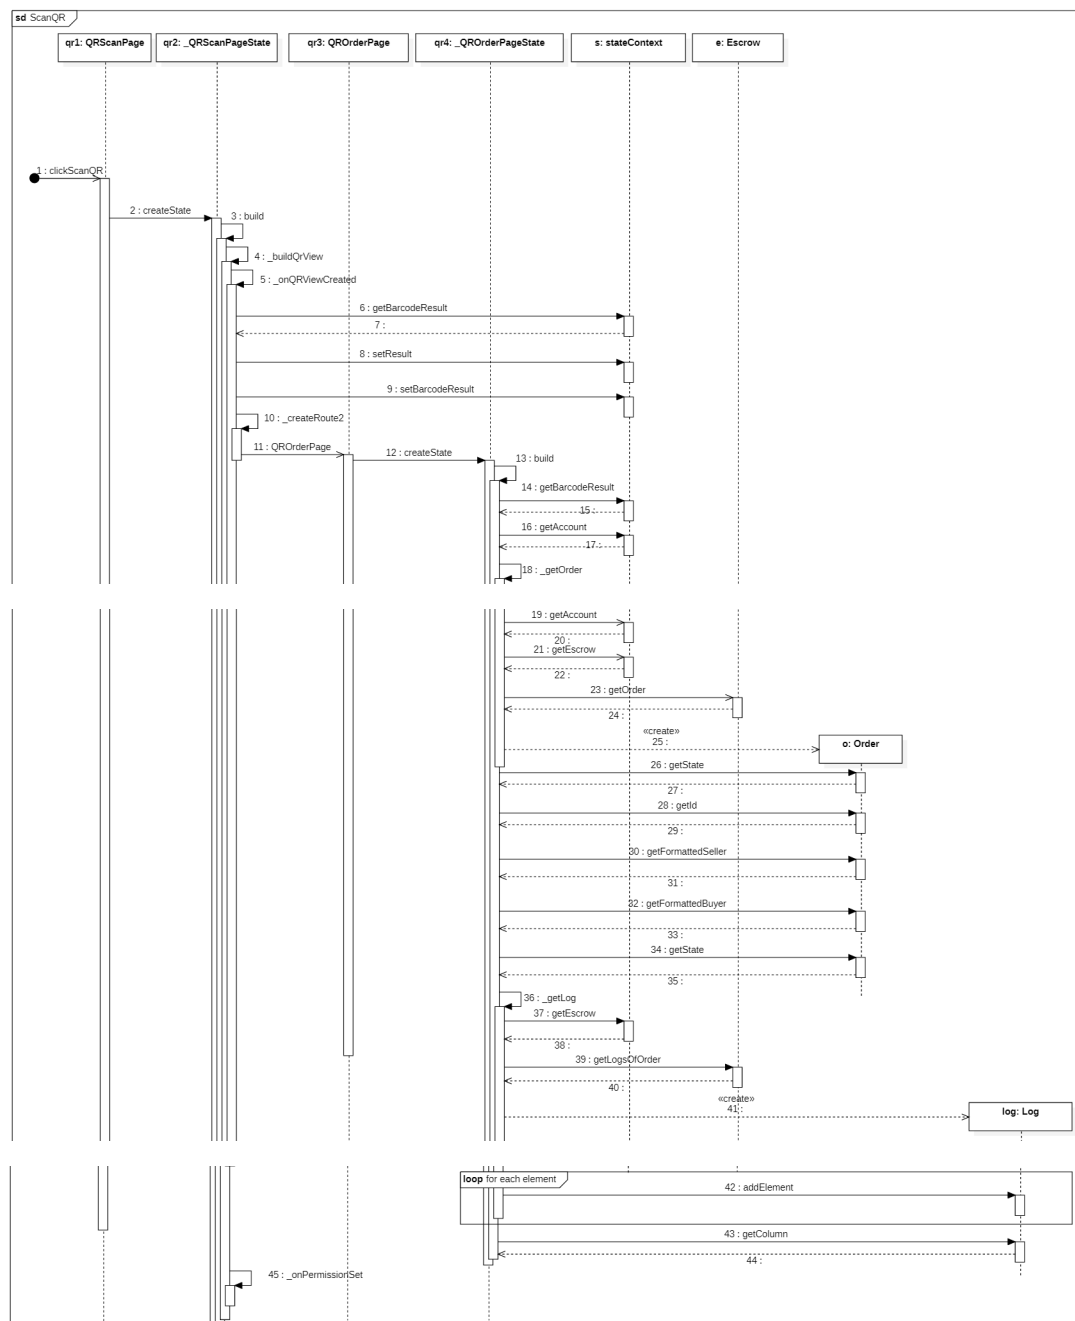 sd ScanQR
qr1: QRScanPage
qr2: _QRScanPageState
qr3: QROrderPage
qr4: _QROrderPageState
s: stateContext
e: Escrow
1 : clickScanQR
2 : createState
3 : build
4 : _buildQrView
5 : _onQRViewCreated
6 : getBarcodeResult
7 :
8 : setResult
9 : setBarcodeResult
10 : _createRoute2
11 : QROrderPage
12 : createState
13 : build
14 : getBarcodeResult
15 :
16 : getAccount
17 :
18 : _getOrder
19 : getAccount
20 :
21 : getEscrow
22 :
23 : getOrder
24 :
«create»
25 :
o: Order
26 : getState
27 :
28 : getId
29 :
30 : getFormattedSeller
31 :
32 : getFormattedBuyer
33 :
34 : getState
35 :
36 : _getLog
37 : getEscrow
38 :
39 : getLogsOfOrder
40 :
«create»
41 :
log: Log
loop for each element
42 : addElement
43 : getColumn
44 :
45 : _onPermissionSet